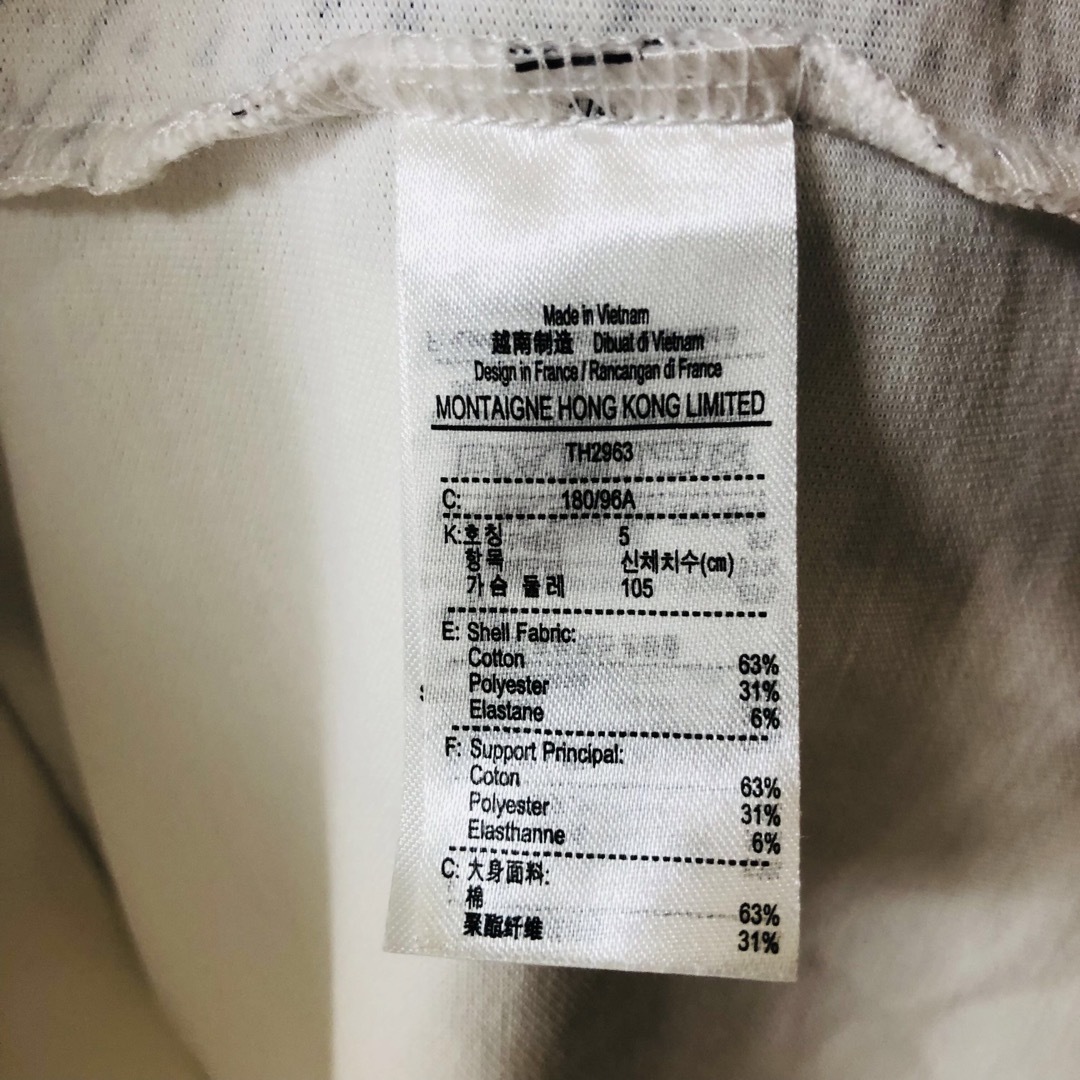 Made in Vietnam
越南制造 Dibuat di Vietnam
Design in France / Rancangan di France
MONTAIGNE HONG KONG LIMITED
TH2963
C: 180/96A
K:호칭 5
항목 신체치수(㎝)
가슴 둘레 105
E: Shell Fabric:
Cotton 63%
Polyester 31%
Elastane 6%
F: Support Principal:
Coton 63%
Polyester 31%
Elasthanne 6%
C: 大身面料:
棉 63%
聚酯纤维 31%